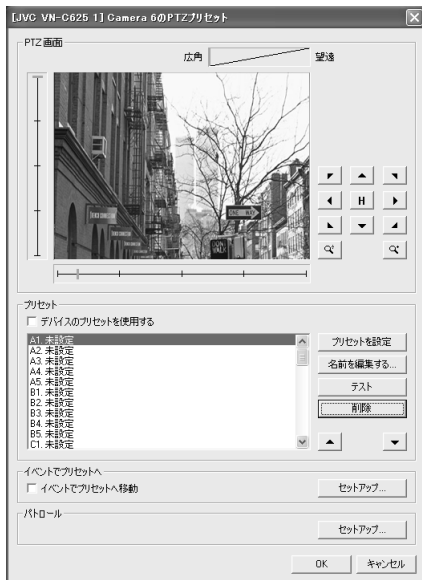 [JVC VN-C625 1] Camera 6のPTZプリセット
PTZ 画面
広角
望遠
ONE WAY
DONT WALK
H
プリセット
デバイスのプリセットを使用する
A1. 未設定
A2. 未設定
A3. 未設定
A4. 未設定
A5. 未設定
B1. 未設定
B2. 未設定
B3. 未設定
B4. 未設定
B5. 未設定
C1. 未設定
プリセットを設定
名前を編集する...
テスト
削除
イベントでプリセットへ
イベントでプリセットへ移動
セットアップ...
パトロール
セットアップ...
OK
キャンセル